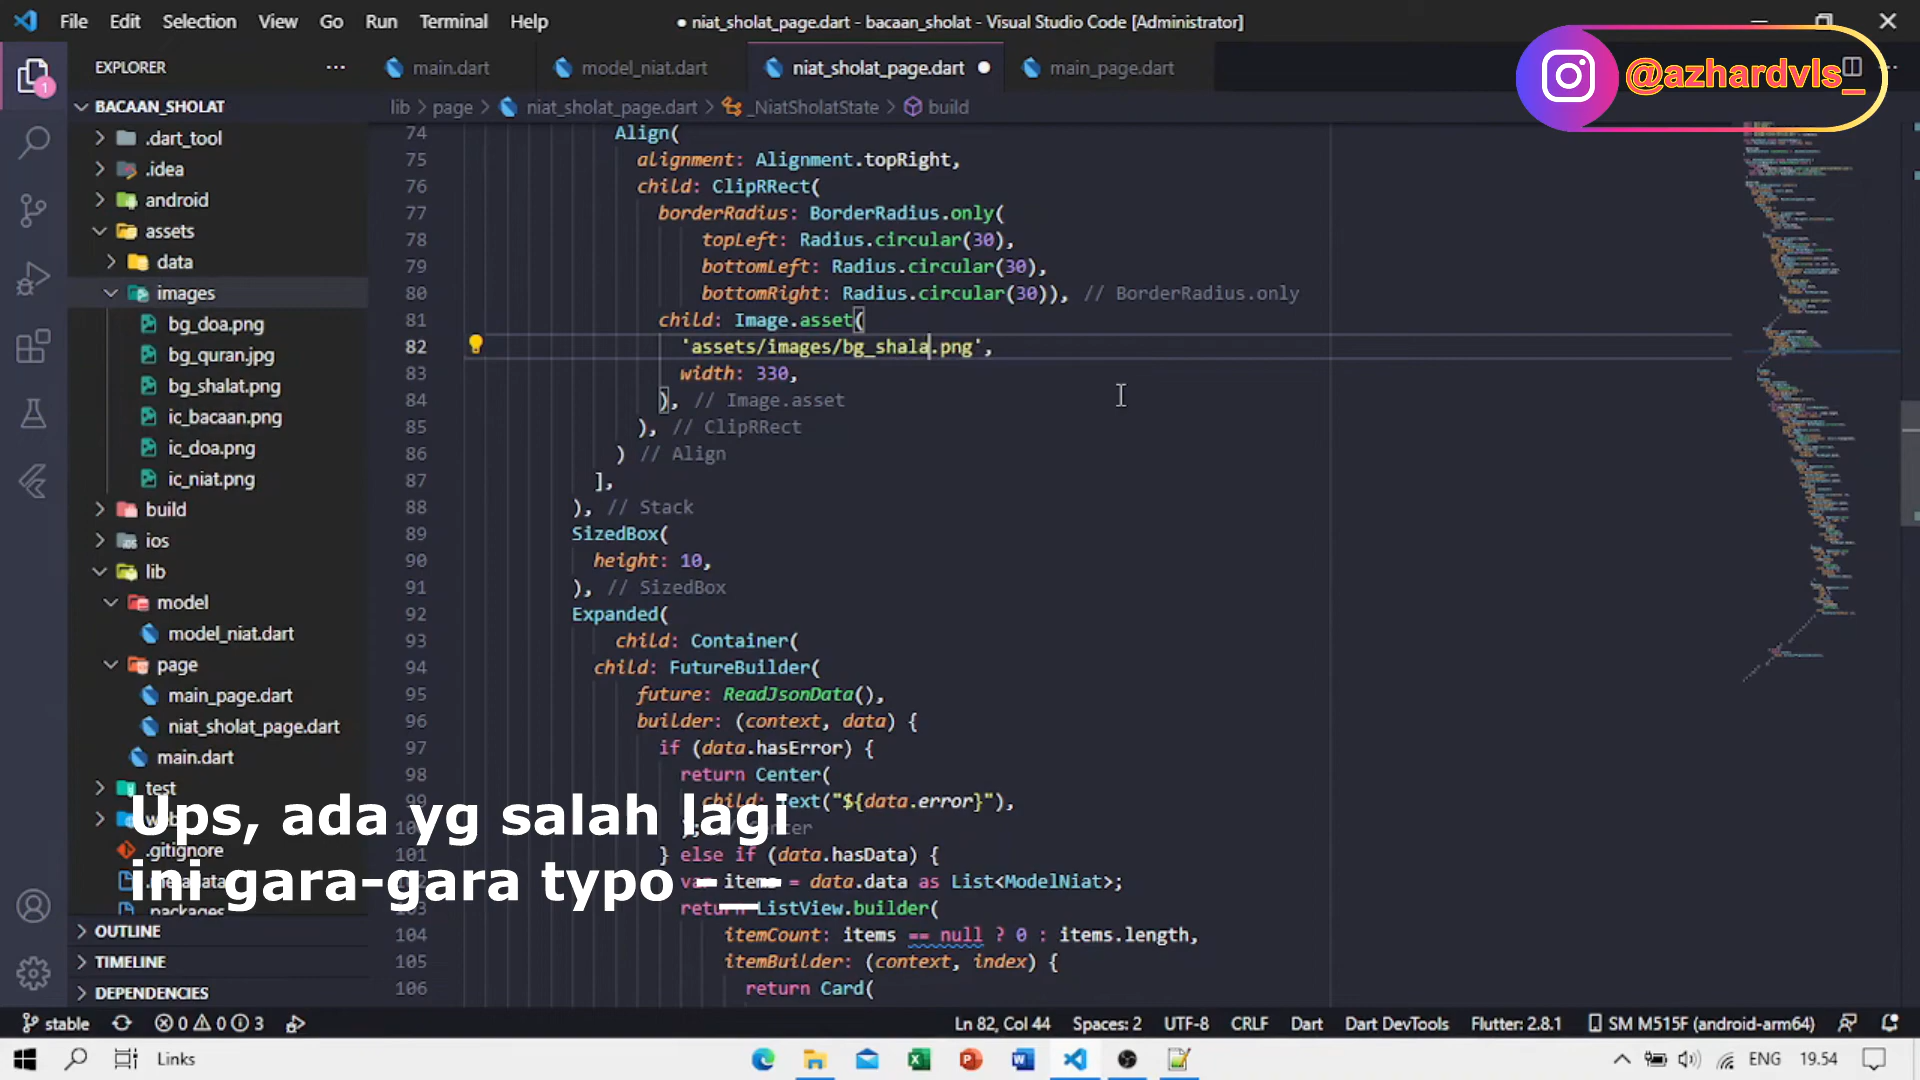 File Edit Selection View Go Run Terminal Help
● niat_sholat_page.dart - bacaan_sholat - Visual Studio Code [Administrator]
@azhardvls_
EXPLORER
main.dart
model_niat.dart
niat_sholat_page.dart
main_page.dart
BACAAN_SHOLAT
lib > page > niat_sholat_page.dart > _NiatSholatState > build
.dart_tool
.idea
android
assets
data
images
bg_doa.png
bg_quran.jpg
bg_shalat.png
ic_bacaan.png
ic_doa.png
ic_niat.png
build
ios
lib
model
model_niat.dart
page
main_page.dart
niat_sholat_page.dart
main.dart
test
.gitignore
OUTLINE
TIMELINE
DEPENDENCIES
74 Align(
75 alignment: Alignment.topRight,
76 child: ClipRRect(
77 borderRadius: BorderRadius.only(
78 topLeft: Radius.circular(30),
79 bottomLeft: Radius.circular(30),
80 bottomRight: Radius.circular(30)), // BorderRadius.only
81 child: Image.asset(
82 'assets/images/bg_shala.png',
83 width: 330,
84 ), // Image.asset
85 ), // ClipRRect
86 ) // Align
87 ],
88 ), // Stack
89 SizedBox(
90 height: 10,
91 ), // SizedBox
92 Expanded(
93 child: Container(
94 child: FutureBuilder(
95 future: ReadJsonData(),
96 builder: (context, data) {
97 if (data.hasError) {
98 return Center(
"${data.error}"),
101 } else if (data.hasData) {
= data.data as List<ModelNiat>;
103 return ListView.builder(
104 itemCount: items == null ? 0 : items.length,
105 itemBuilder: (context, index) {
106 return Card(
Ups, ada yg salah lagi
ini gara-gara typo -_-
stable
0 0 3
Ln 82, Col 44
Spaces: 2
UTF-8
CRLF
Dart
Dart DevTools
Flutter: 2.8.1
SM M515F (android-arm64)
Links
ENG
19.54